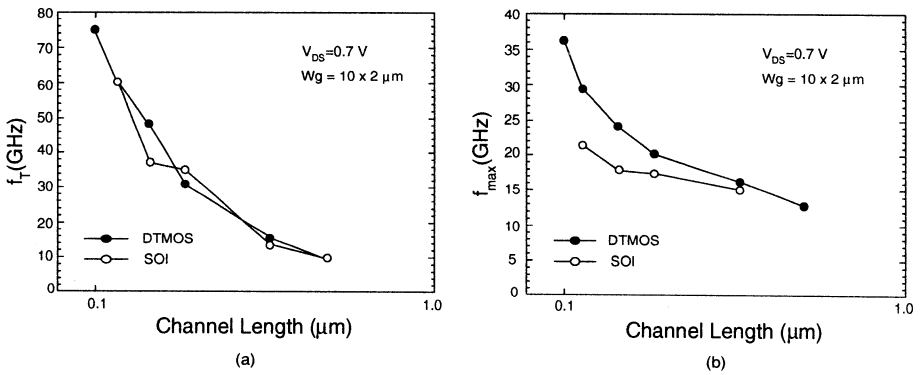 80
70
60
50
40
30
20
10
0
f_T(GHz)
V_DS=0.7 V
Wg = 10 x 2 μm
DTMOS
SOI
0.1
1.0
Channel Length (μm)
(a)
40
35
30
25
20
15
10
5
0
f_max(GHz)
V_DS=0.7 V
Wg = 10 x 2 μm
DTMOS
SOI
0.1
1.0
Channel Length (μm)
(b)